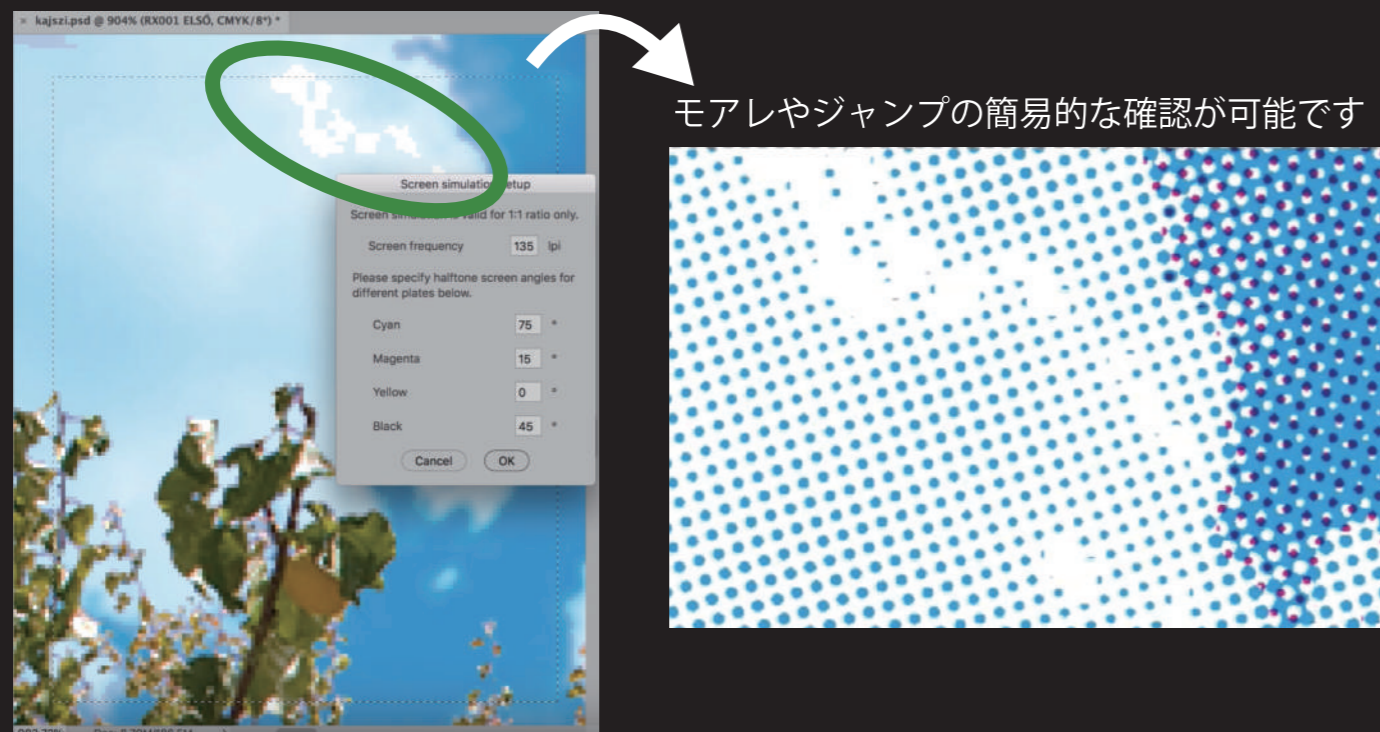 × kajszi.psd @ 904% (RX001 ELSŐ, CMYK/8*) *
モアレやジャンプの簡易的な確認が可能です
Screen simulation setup
Screen simulation is valid for 1:1 ratio only.
Screen frequency 135 lpi
Please specify halftone screen angles for
different plates below.
Cyan 75 °
Magenta 15 °
Yellow 0 °
Black 45 °
Cancel OK